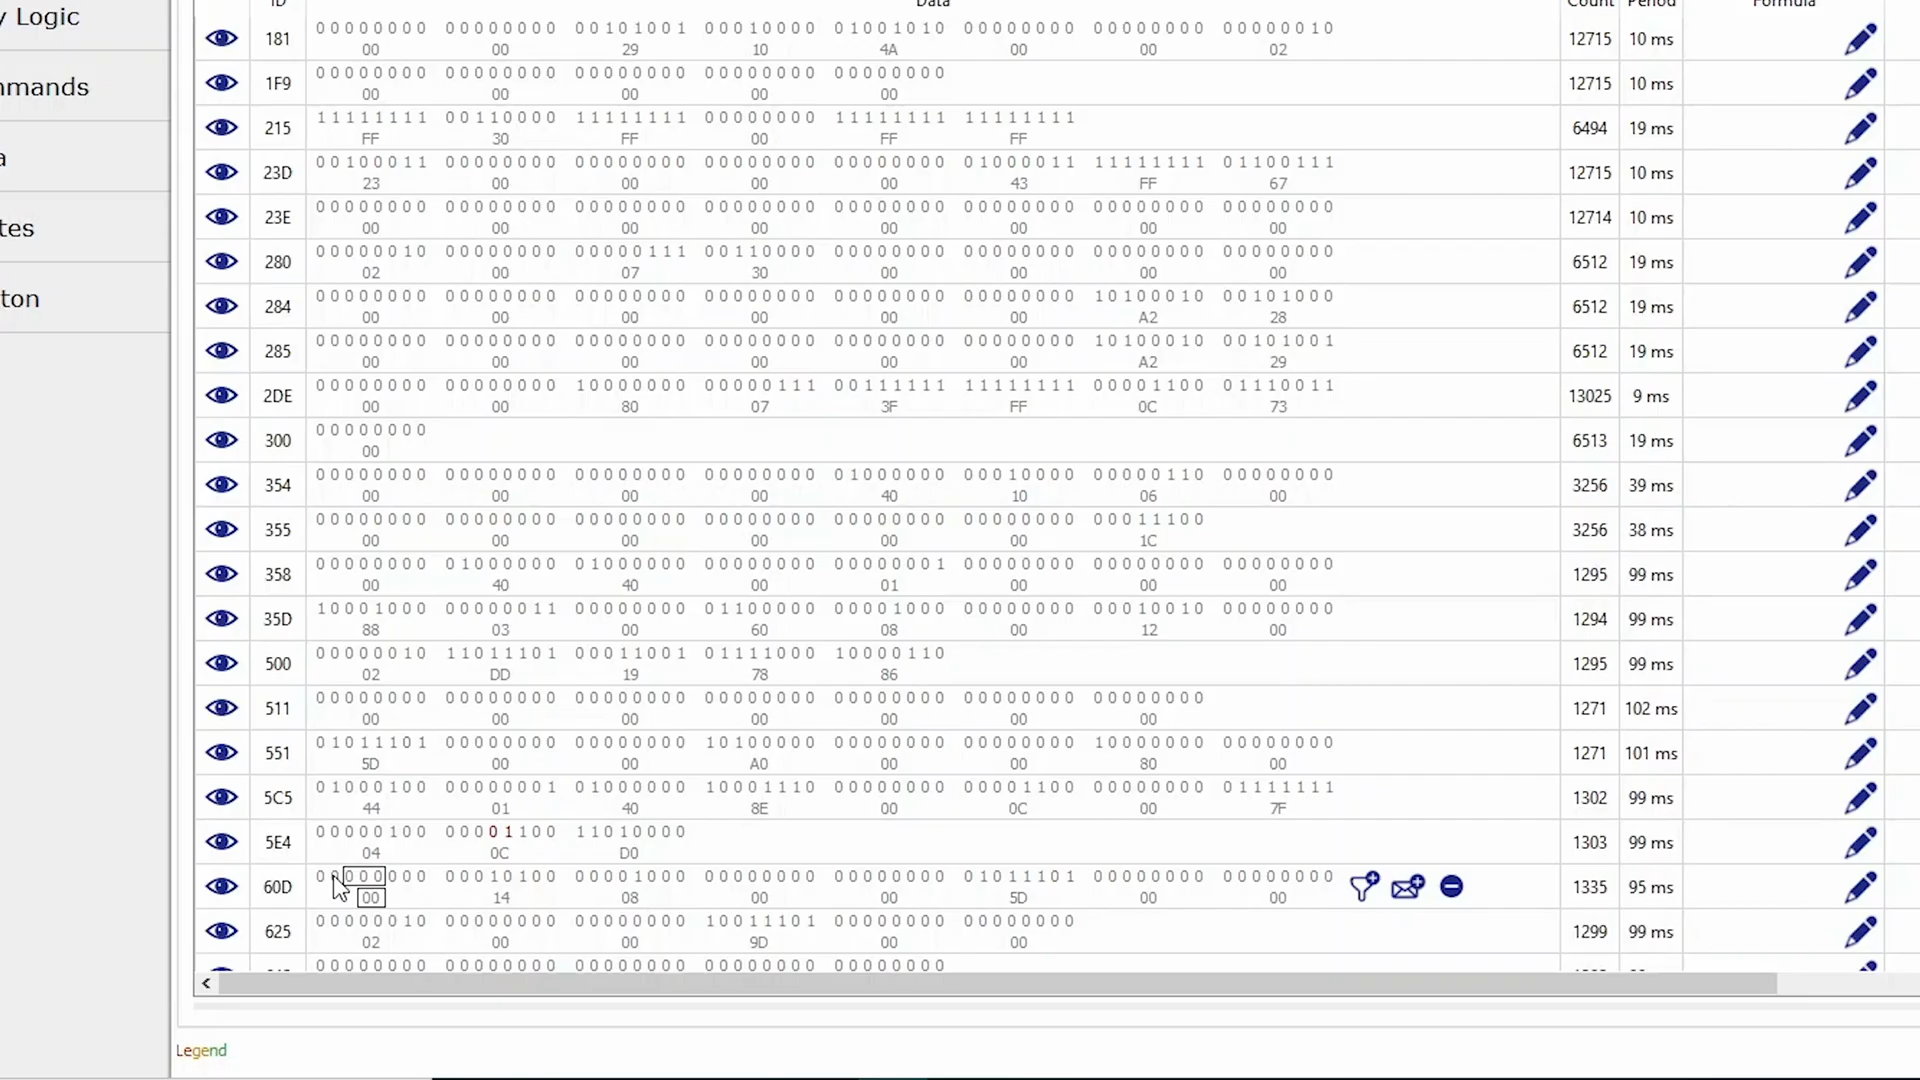 ID Data Count Period Formula
y Logic
mmands
a
tes
ton
181 00000000 00000000 00101001 00010000 01001010 00000000 00000000 00000010 12715 10 ms
00 00 29 10 4A 00 00 02
1F9 00000000 00000000 00000000 00000000 00000000 12715 10 ms
00 00 00 00 00
215 11111111 00110000 11111111 00000000 11111111 11111111 6494 19 ms
FF 30 FF 00 FF FF
23D 00100011 00000000 00000000 00000000 00000000 01000011 11111111 01100111 12715 10 ms
23 00 00 00 00 43 FF 67
23E 00000000 00000000 00000000 00000000 00000000 00000000 00000000 00000000 12714 10 ms
00 00 00 00 00 00 00 00
280 00000010 00000000 00000111 00110000 00000000 00000000 00000000 00000000 6512 19 ms
02 00 07 30 00 00 00 00
284 00000000 00000000 00000000 00000000 00000000 00000000 10100010 00101000 6512 19 ms
00 00 00 00 00 00 A2 28
285 00000000 00000000 00000000 00000000 00000000 00000000 10100010 00101001 6512 19 ms
00 00 00 00 00 00 A2 29
2DE 00000000 00000000 10000000 00000111 00111111 11111111 00001100 01110011 13025 9 ms
00 00 80 07 3F FF 0C 73
300 00000000 6513 19 ms
00
354 00000000 00000000 00000000 00000000 01000000 00010000 00000110 00000000 3256 39 ms
00 00 00 00 40 10 06 00
355 00000000 00000000 00000000 00000000 00000000 00000000 00011100 3256 38 ms
00 00 00 00 00 00 1C
358 00000000 01000000 01000000 00000000 00000001 00000000 00000000 00000000 1295 99 ms
00 40 40 00 01 00 00 00
35D 10001000 00000011 00000000 01100000 00001000 00000000 00010010 00000000 1294 99 ms
88 03 00 60 08 00 12 00
500 00000010 11011101 00011001 01111000 10000110 1295 99 ms
02 DD 19 78 86
511 00000000 00000000 00000000 00000000 00000000 00000000 00000000 1271 102 ms
00 00 00 00 00 00 00
551 01011101 00000000 00000000 10100000 00000000 00000000 10000000 00000000 1271 101 ms
5D 00 00 A0 00 00 80 00
5C5 01000100 00000001 01000000 10001110 00000000 00001100 00000000 01111111 1302 99 ms
44 01 40 8E 00 0C 00 7F
5E4 00000100 00001100 11010000 1303 99 ms
04 0C D0
60D 00000000 00010100 00001000 00000000 00000000 01011101 00000000 00000000 1335 95 ms
00 14 08 00 00 5D 00 00
625 00000010 00000000 00000000 10011101 00000000 00000000 1299 99 ms
02 00 00 9D 00 00
00000000 00000000 00000000 00000000 00000000
Legend